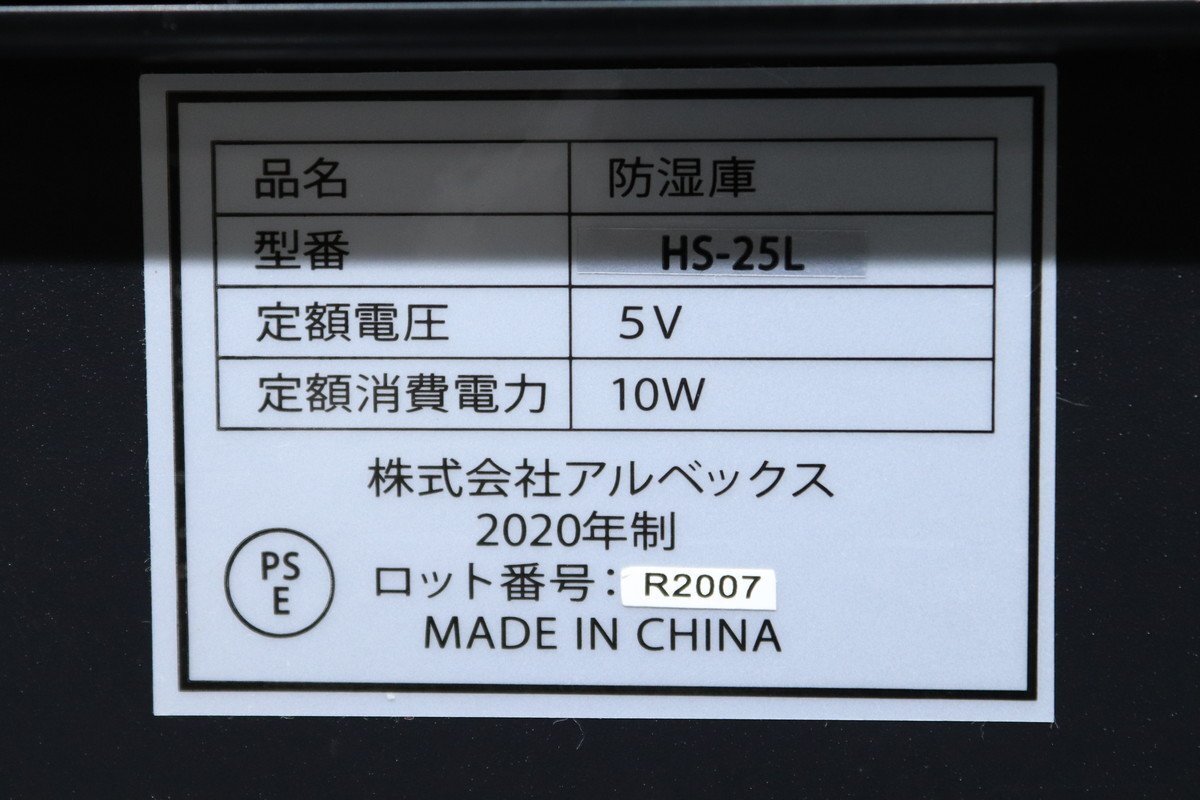 品名 防湿庫
型番 HS-25L
定額電圧 5V
定額消費電力 10W
株式会社アルベックス
2020年制
PS
E
ロット番号：R2007
MADE IN CHINA